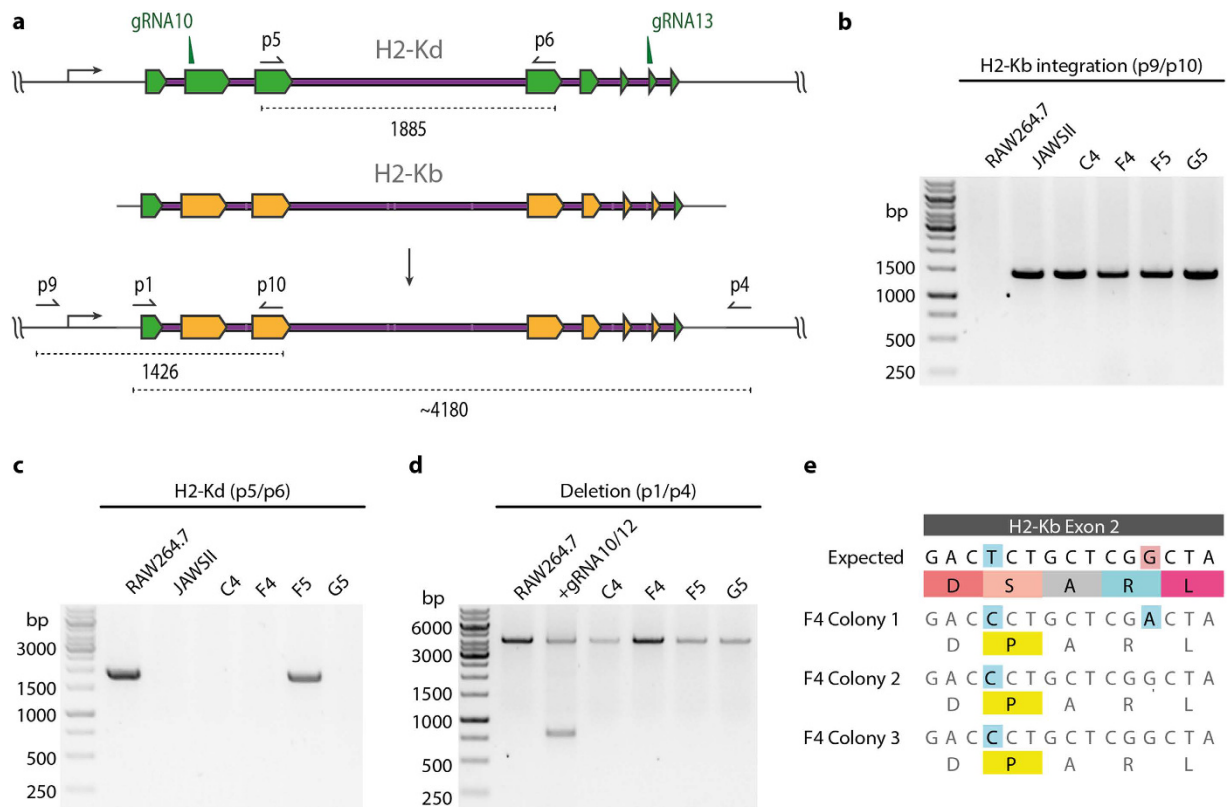 a
gRNA10
gRNA13
p5
H2-Kd
p6
1885
H2-Kb
p9
p1
p10
p4
1426
~4180
b
H2-Kb integration (p9/p10)
RAW264.7
JAWSII
C4
F4
F5
G5
bp
1500
1000
500
250
c
H2-Kd (p5/p6)
RAW264.7
JAWSII
C4
F4
F5
G5
bp
3000
1500
1000
500
250
d
Deletion (p1/p4)
RAW264.7
+gRNA10/12
C4
F4
F5
G5
bp
6000
3000
1500
1000
500
250
e
H2-Kb Exon 2
Expected G A C T C T G C T C G G C T A
D S A R L
F4 Colony 1 G A C C C T G C T C G A C T A
D P A R L
F4 Colony 2 G A C C C T G C T C G G C T A
D P A R L
F4 Colony 3 G A C C C T G C T C G G C T A
D P A R L